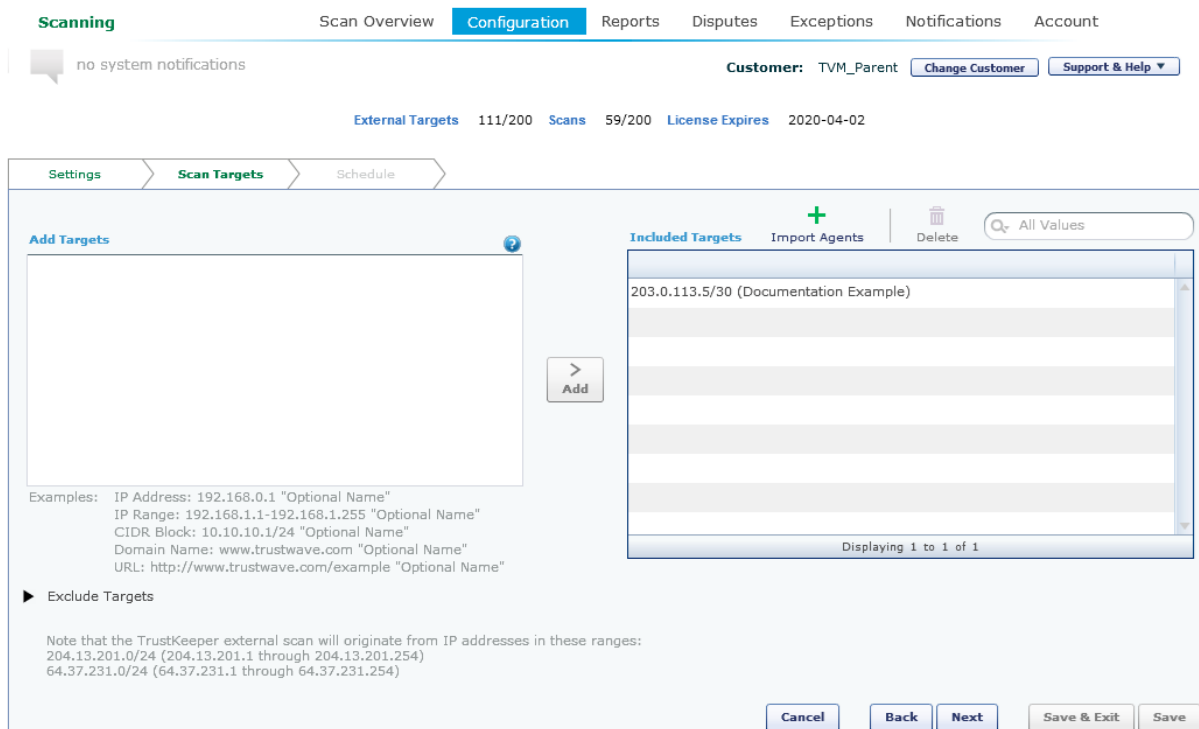 Scanning
Scan Overview Configuration Reports Disputes Exceptions Notifications Account
no system notifications
Customer: TVM_Parent Change Customer Support & Help ▼
External Targets 111/200 Scans 59/200 License Expires 2020-04-02
Settings Scan Targets Schedule
Add Targets ?
Included Targets Import Agents Delete All Values
203.0.113.5/30 (Documentation Example)
> Add
Displaying 1 to 1 of 1
Examples: IP Address: 192.168.0.1 "Optional Name"
IP Range: 192.168.1.1-192.168.1.255 "Optional Name"
CIDR Block: 10.10.10.1/24 "Optional Name"
Domain Name: www.trustwave.com "Optional Name"
URL: http://www.trustwave.com/example "Optional Name"
Exclude Targets
Note that the TrustKeeper external scan will originate from IP addresses in these ranges:
204.13.201.0/24 (204.13.201.1 through 204.13.201.254)
64.37.231.0/24 (64.37.231.1 through 64.37.231.254)
Cancel Back Next Save & Exit Save